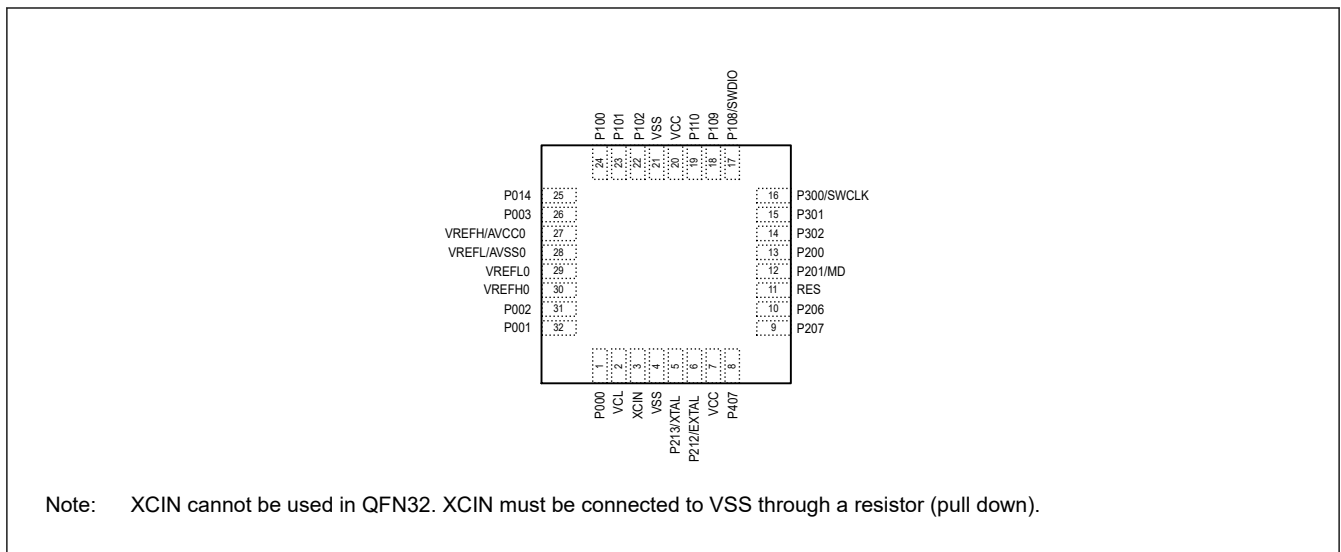 P100
P101
P102
VSS
VCC
P110
P109
P108/SWDIO
24
23
22
21
20
19
18
17
P014 25
P003 26
VREFH/AVCC0 27
VREFL/AVSS0 28
VREFL0 29
VREFH0 30
P002 31
P001 32
16 P300/SWCLK
15 P301
14 P302
13 P200
12 P201/MD
11 RES
10 P206
9 P207
1
2
3
4
5
6
7
8
P000
VCL
XCIN
VSS
P213/XTAL
P212/EXTAL
VCC
P407
Note: XCIN cannot be used in QFN32. XCIN must be connected to VSS through a resistor (pull down).